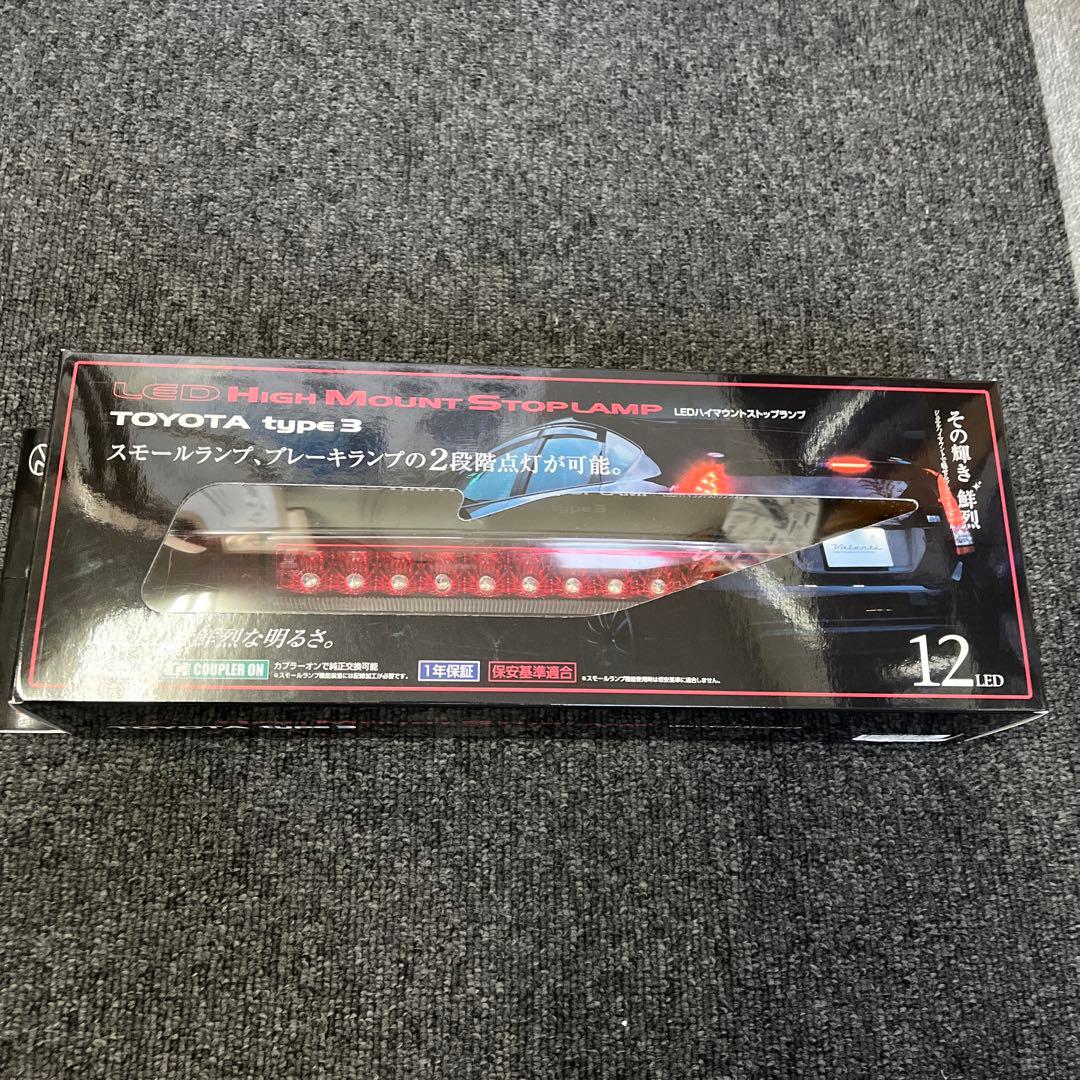 LED HIGH MOUNT STOPLAMP LEDハイマウントストップランプ
TOYOTA type 3
スモールランプ、ブレーキランプの2段階点灯が可能。
type 3
その輝き 鮮烈
Valenti
鮮烈な明るさ。
COUPLER ON カプラーオンで純正交換可能
※スモールランプ機能装着には配線加工が必要です。
1年保証
保安基準適合
※スモールランプ機能使用時は保安基準に適合しません。
12 LED